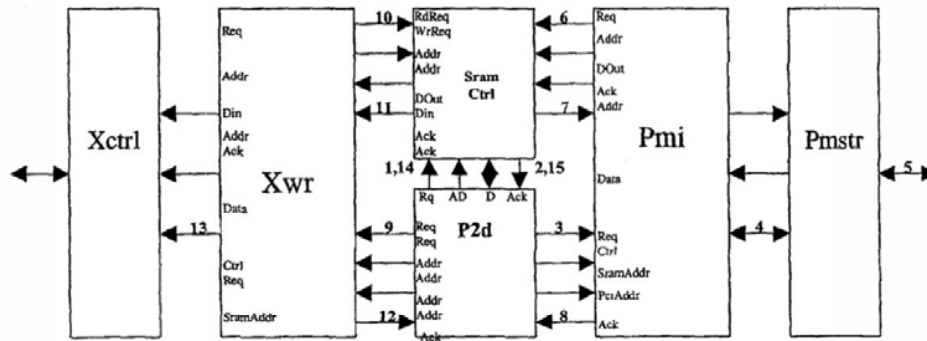 10
RdReq
WrReq
6
Req
Req
Addr
Addr
Addr
Addr
Sram
Ctrl
DOut
DOut
Ack
Din
11
Din
7
Addr
Xctrl
Addr
Ack
Ack
Ack
Pmi
Pmstr
Xwr
1,14
2,15
5
Rq
AD
D
Ack
Data
Data
P2d
13
9
Req
Req
3
Req
Ctrl
4
Ctrl
Req
Addr
Addr
SramAddr
Addr
PciAddr
SramAddr
12
Addr
Ack
8
Ack